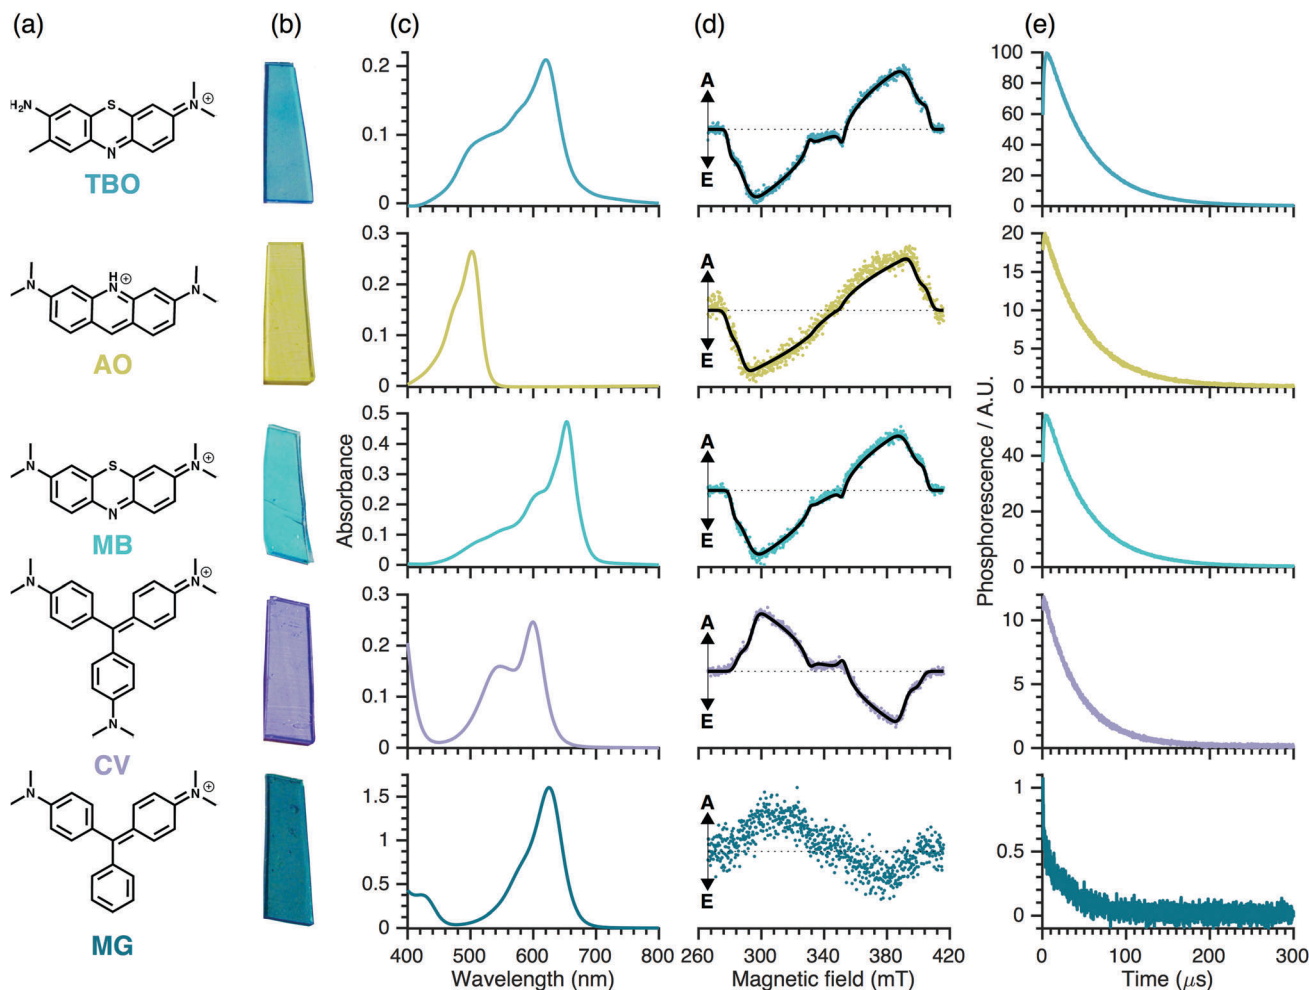 (a) (b) (c) (d) (e)
H₂N S N ⊕
N
TBO
0 0.1 0.2
A
E
0 20 40 60 80 100
N H ⊕ N
AO
0 0.1 0.2 0.3
A
E
0 5 10 15 20
N S N ⊕
N
MB
Absorbance
0 0.1 0.2 0.3 0.4 0.5
A
E
Phosphorescence / A.U.
0 20 40
N N ⊕
N
CV
0 0.1 0.2 0.3
A
E
0 6 10
N N ⊕
MG
0 0.5 1 1.5
A
E
0 0.5 1
400 500 600 700 800
Wavelength (nm)
260 300 340 380 420
Magnetic field (mT)
0 100 200 300
Time (μs)